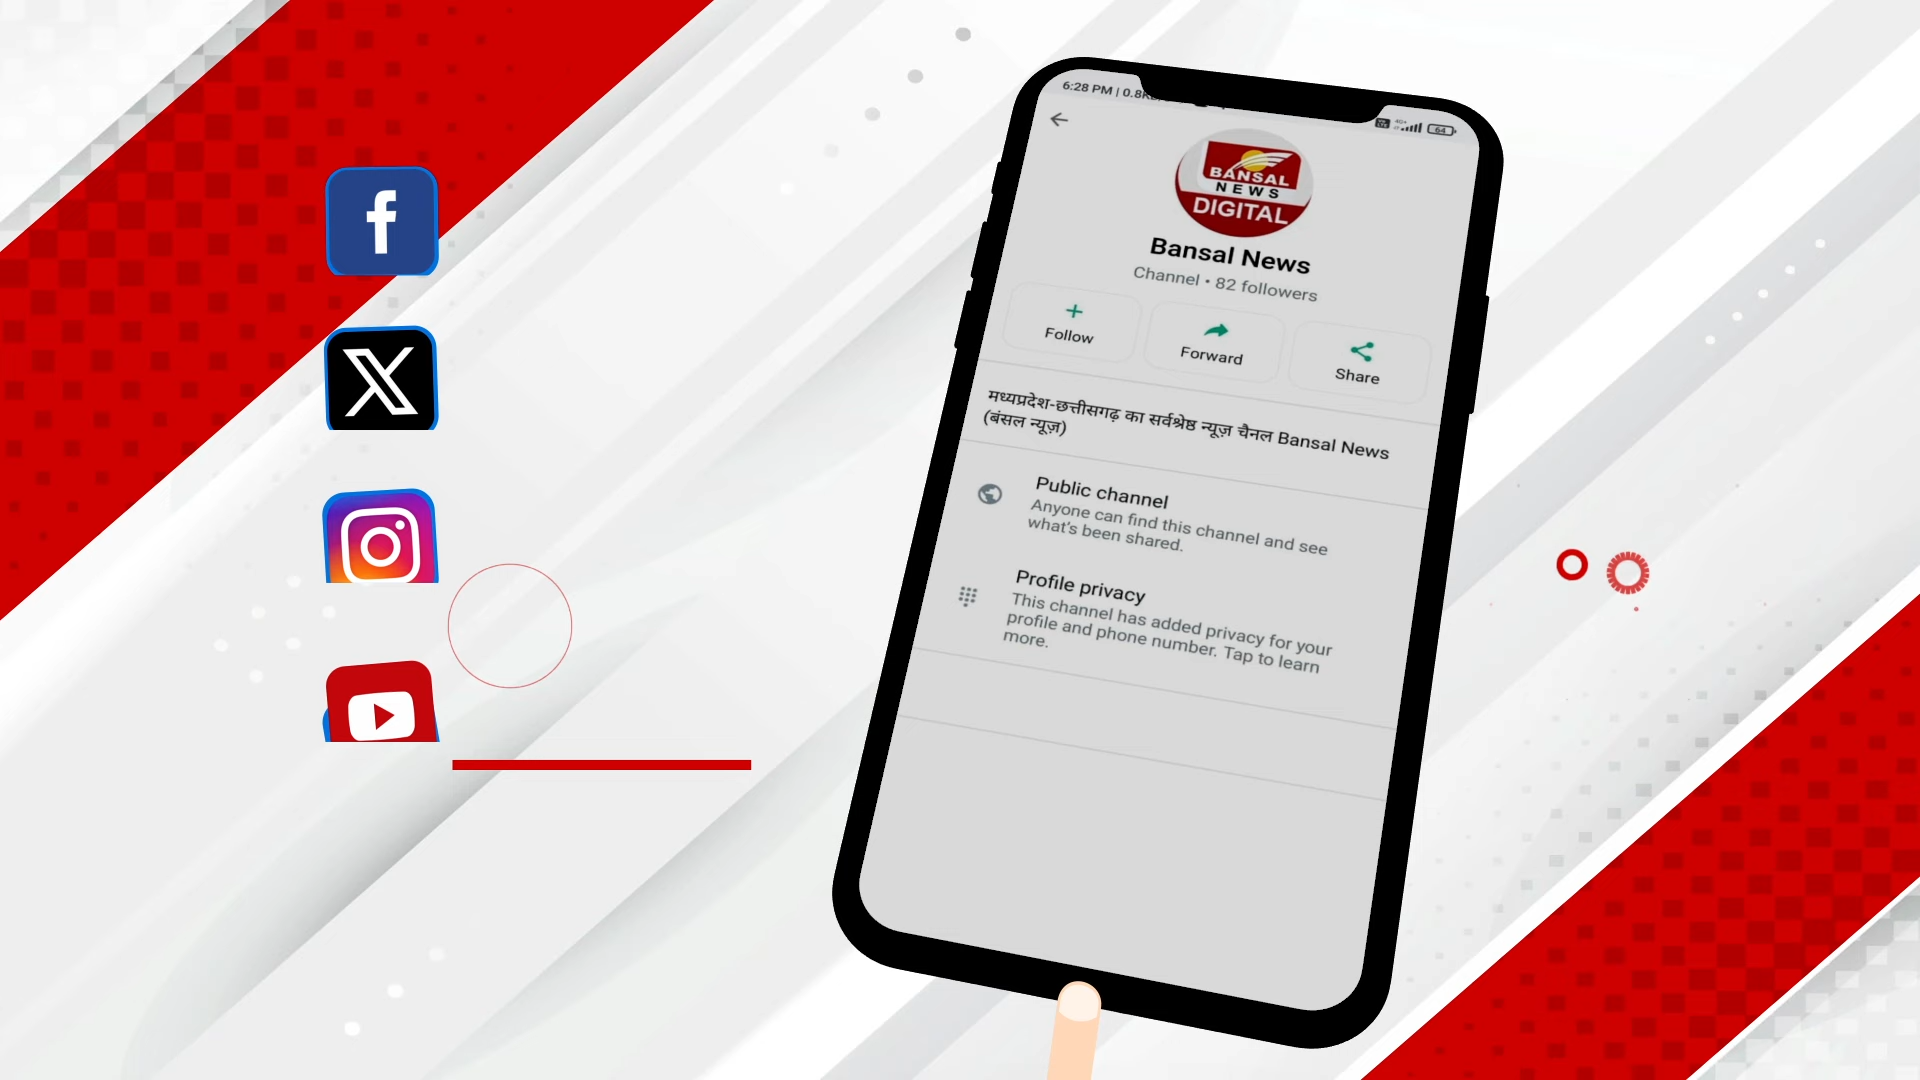 6:28 PM | 0.8K
64
BANSAL
NEWS
DIGITAL
Bansal News
Channel • 82 followers
Follow
Forward
Share
मध्यप्रदेश-छत्तीसगढ़ का सर्वश्रेष्ठ न्यूज़ चैनल Bansal News
(बंसल न्यूज़)
Public channel
Anyone can find this channel and see
what's been shared.
Profile privacy
This channel has added privacy for your
profile and phone number. Tap to learn
more.